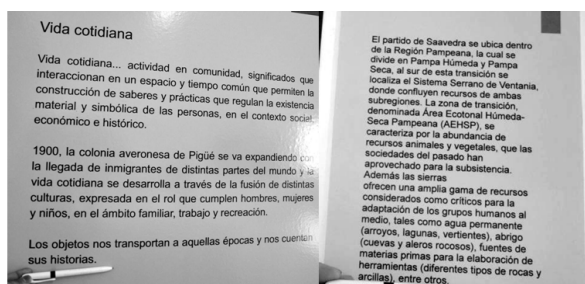 Vida cotidiana
Vida cotidiana... actividad en comunidad, significados que
interaccionan en un espacio y tiempo común que permiten la
construcción de saberes y prácticas que regulan la existencia
material y simbólica de las personas, en el contexto social,
económico e histórico.
1900, la colonia averonesa de Pigüé se va expandiendo con
la llegada de inmigrantes de distintas partes del mundo y la
vida cotidiana se desarrolla a través de la fusión de distintas
culturas, expresada en el rol que cumplen hombres, mujeres
y niños, en el ámbito familiar, trabajo y recreación.
Los objetos nos transportan a aquellas épocas y nos cuentan
sus historias.
El partido de Saavedra se ubica dentro
de la Región Pampeana, la cual se
divide en Pampa Húmeda y Pampa
Seca, al sur de esta transición se
localiza el Sistema Serrano de Ventania,
donde confluyen recursos de ambas
subregiones. La zona de transición,
denominada Área Ecotonal Húmeda-
Seca Pampeana (AEHSP), se
caracteriza por la abundancia de
recursos animales y vegetales, que las
sociedades del pasado han
aprovechado para la subsistencia.
Además las sierras
ofrecen una amplia gama de recursos
considerados como críticos para la
adaptación de los grupos humanos al
medio, tales como agua permanente
(arroyos, lagunas, vertientes), abrigo
(cuevas y aleros rocosos), fuentes de
materias primas para la elaboración de
herramientas (diferentes tipos de rocas y
arcillas), entre otros.